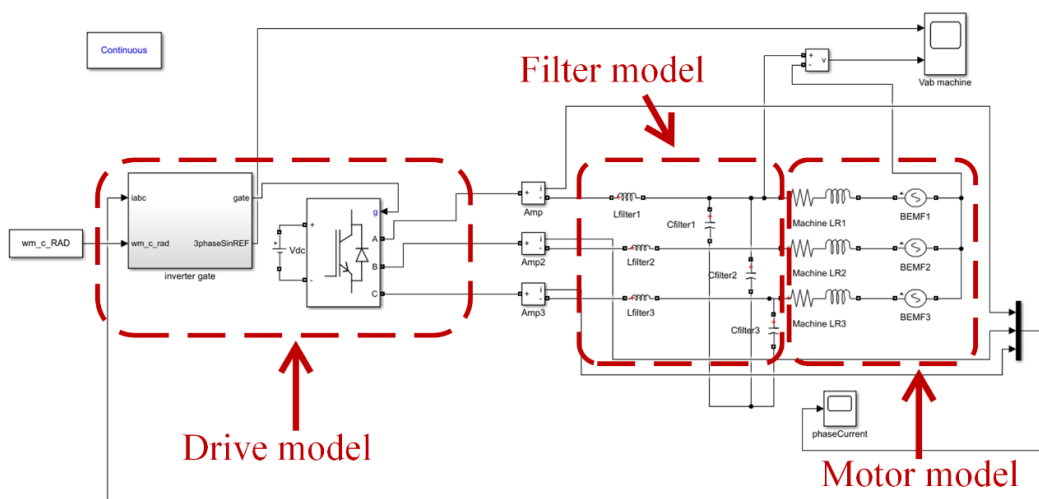 Continuous
Filter model
+
-
v
Vab machine
iabc
gate
wm_c_rad
3phaseSinREF
inverter gate
wm_c_RAD
Vdc
+
-
g
A
B
C
+
i
-
Amp
+
i
-
Amp2
+
i
-
Amp3
Lfilter1
Lfilter2
Lfilter3
Cfilter1
Cfilter2
Cfilter3
Machine LR1
Machine LR2
Machine LR3
BEMF1
BEMF2
BEMF3
phaseCurrent
Drive model
Motor model